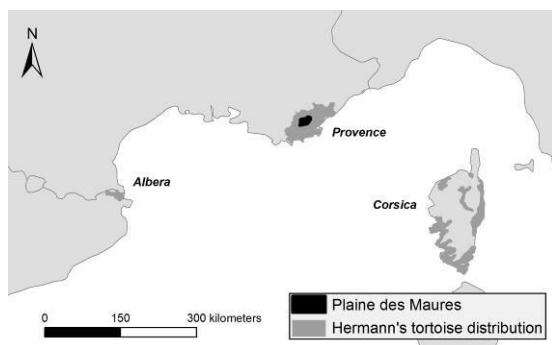 N
Provence
Albera
Corsica
0 150 300 kilometers
Plaine des Maures
Hermann's tortoise distribution